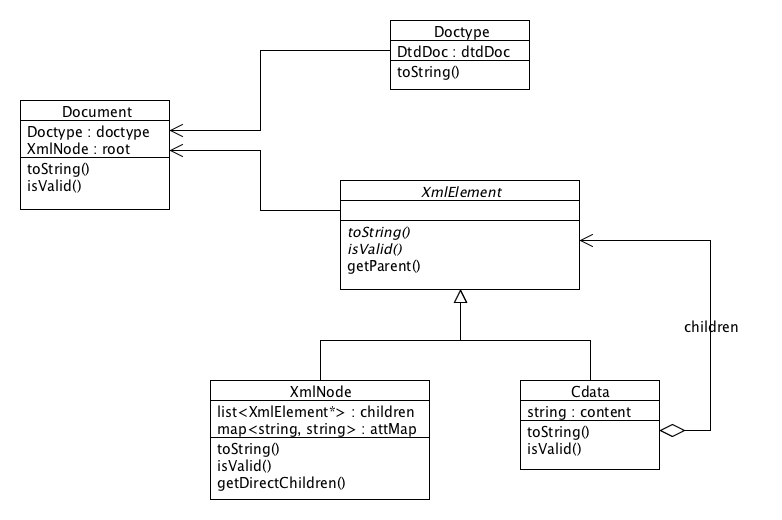 Doctype
DtdDoc : dtdDoc
toString()
Document
Doctype : doctype
XmlNode : root
toString()
isValid()
XmlElement
toString()
isValid()
getParent()
children
XmlNode
list<XmlElement*> : children
map<string, string> : attMap
toString()
isValid()
getDirectChildren()
Cdata
string : content
toString()
isValid()